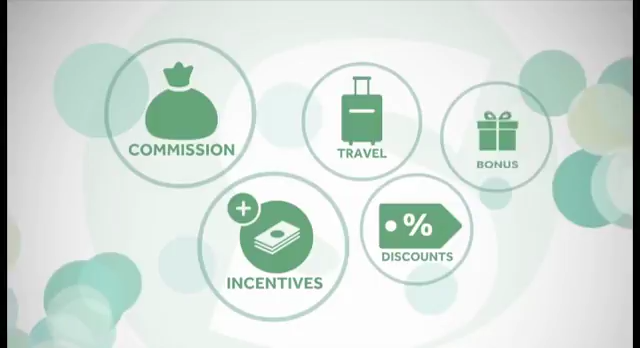 COMMISSION
TRAVEL
BONUS
+
INCENTIVES
%
DISCOUNTS